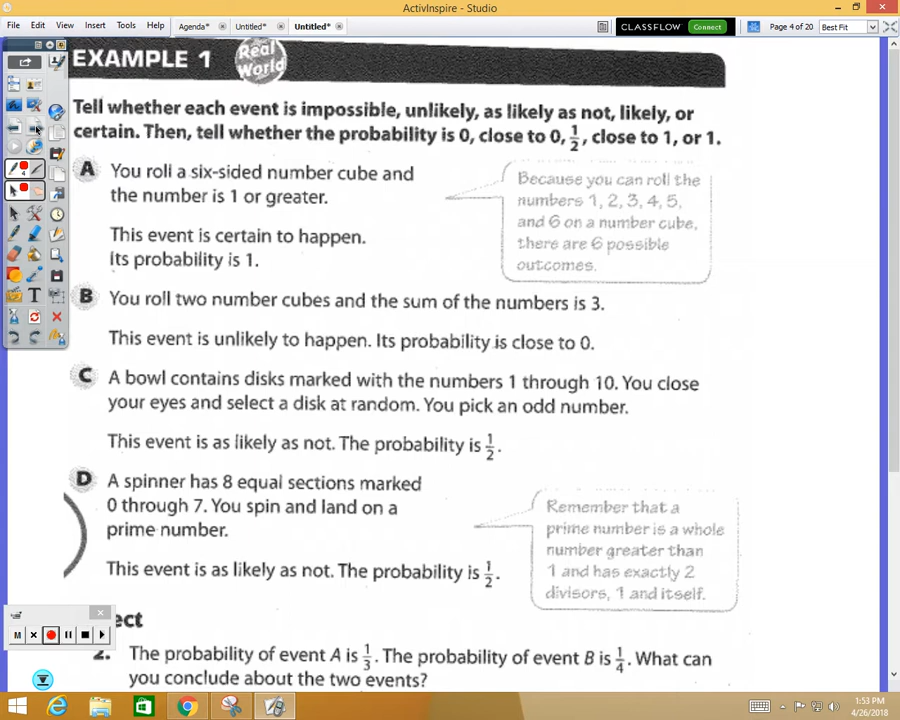 ActivInspire - Studio
File Edit View Insert Tools Help Agenda* Untitled* Untitled* CLASSFLOW Connect Page 4 of 20 Best Fit
EXAMPLE 1 Real World
Tell whether each event is impossible, unlikely, as likely as not, likely, or
certain. Then, tell whether the probability is 0, close to 0, 1/2, close to 1, or 1.
A You roll a six-sided number cube and
the number is 1 or greater.
This event is certain to happen.
Its probability is 1.
Because you can roll the
numbers 1, 2, 3, 4, 5,
and 6 on a number cube,
there are 6 possible
outcomes.
B You roll two number cubes and the sum of the numbers is 3.
This event is unlikely to happen. Its probability is close to 0.
C A bowl contains disks marked with the numbers 1 through 10. You close
your eyes and select a disk at random. You pick an odd number.
This event is as likely as not. The probability is 1/2.
D A spinner has 8 equal sections marked
0 through 7. You spin and land on a
prime number.
This event is as likely as not. The probability is 1/2.
Remember that a
prime number is a whole
number greater than
1 and has exactly 2
divisors, 1 and itself.
ect
2. The probability of event A is 1/3. The probability of event B is 1/4. What can
you conclude about the two events?
1:53 PM
4/26/2018